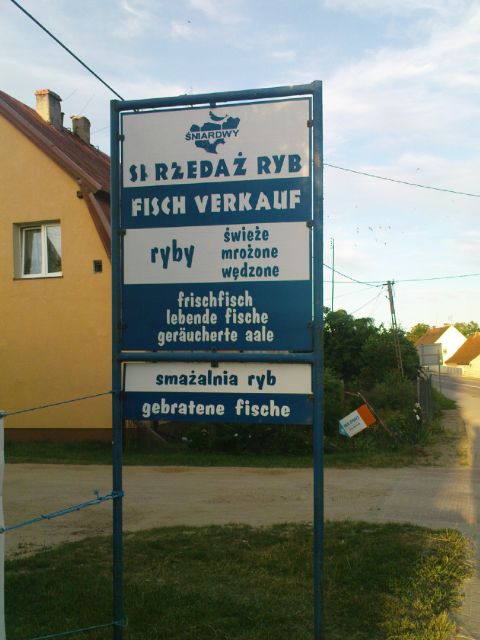 ŚNIARDWY
SPRZEDAŻ RYB
FISCH VERKAUF
ryby
świeże
mrożone
wędzone
frischfisch
lebende fische
geräucherte aale
smażalnia ryb
gebratene fische